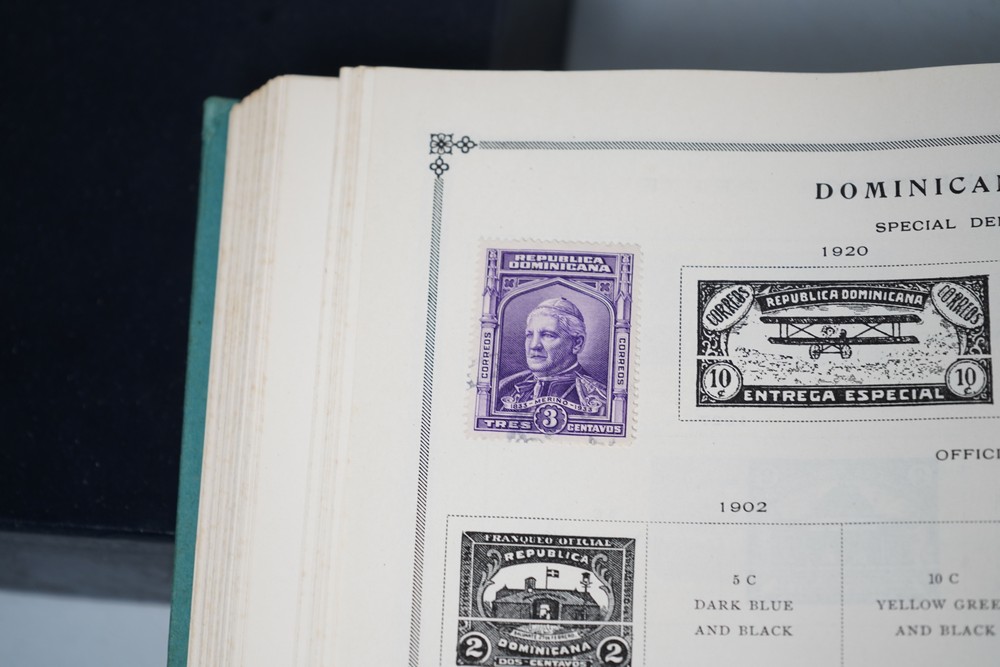 DOMINICA
SPECIAL DE
1920
REPUBLICA
DOMINICANA
CORREOS
CORREOS
1833 - MERINO - 1933
TRES 3 CENTAVOS
CORREOS REPUBLICA DOMINICANA CORREOS
10 c 10 c
ENTREGA ESPECIAL
OFFICI
1902
FRANQUEO OFICIAL
REPUBLICA
2 DOMINICANA 2
DOS CENTAVOS
5 C
DARK BLUE
AND BLACK
10 C
YELLOW GREE
AND BLACK